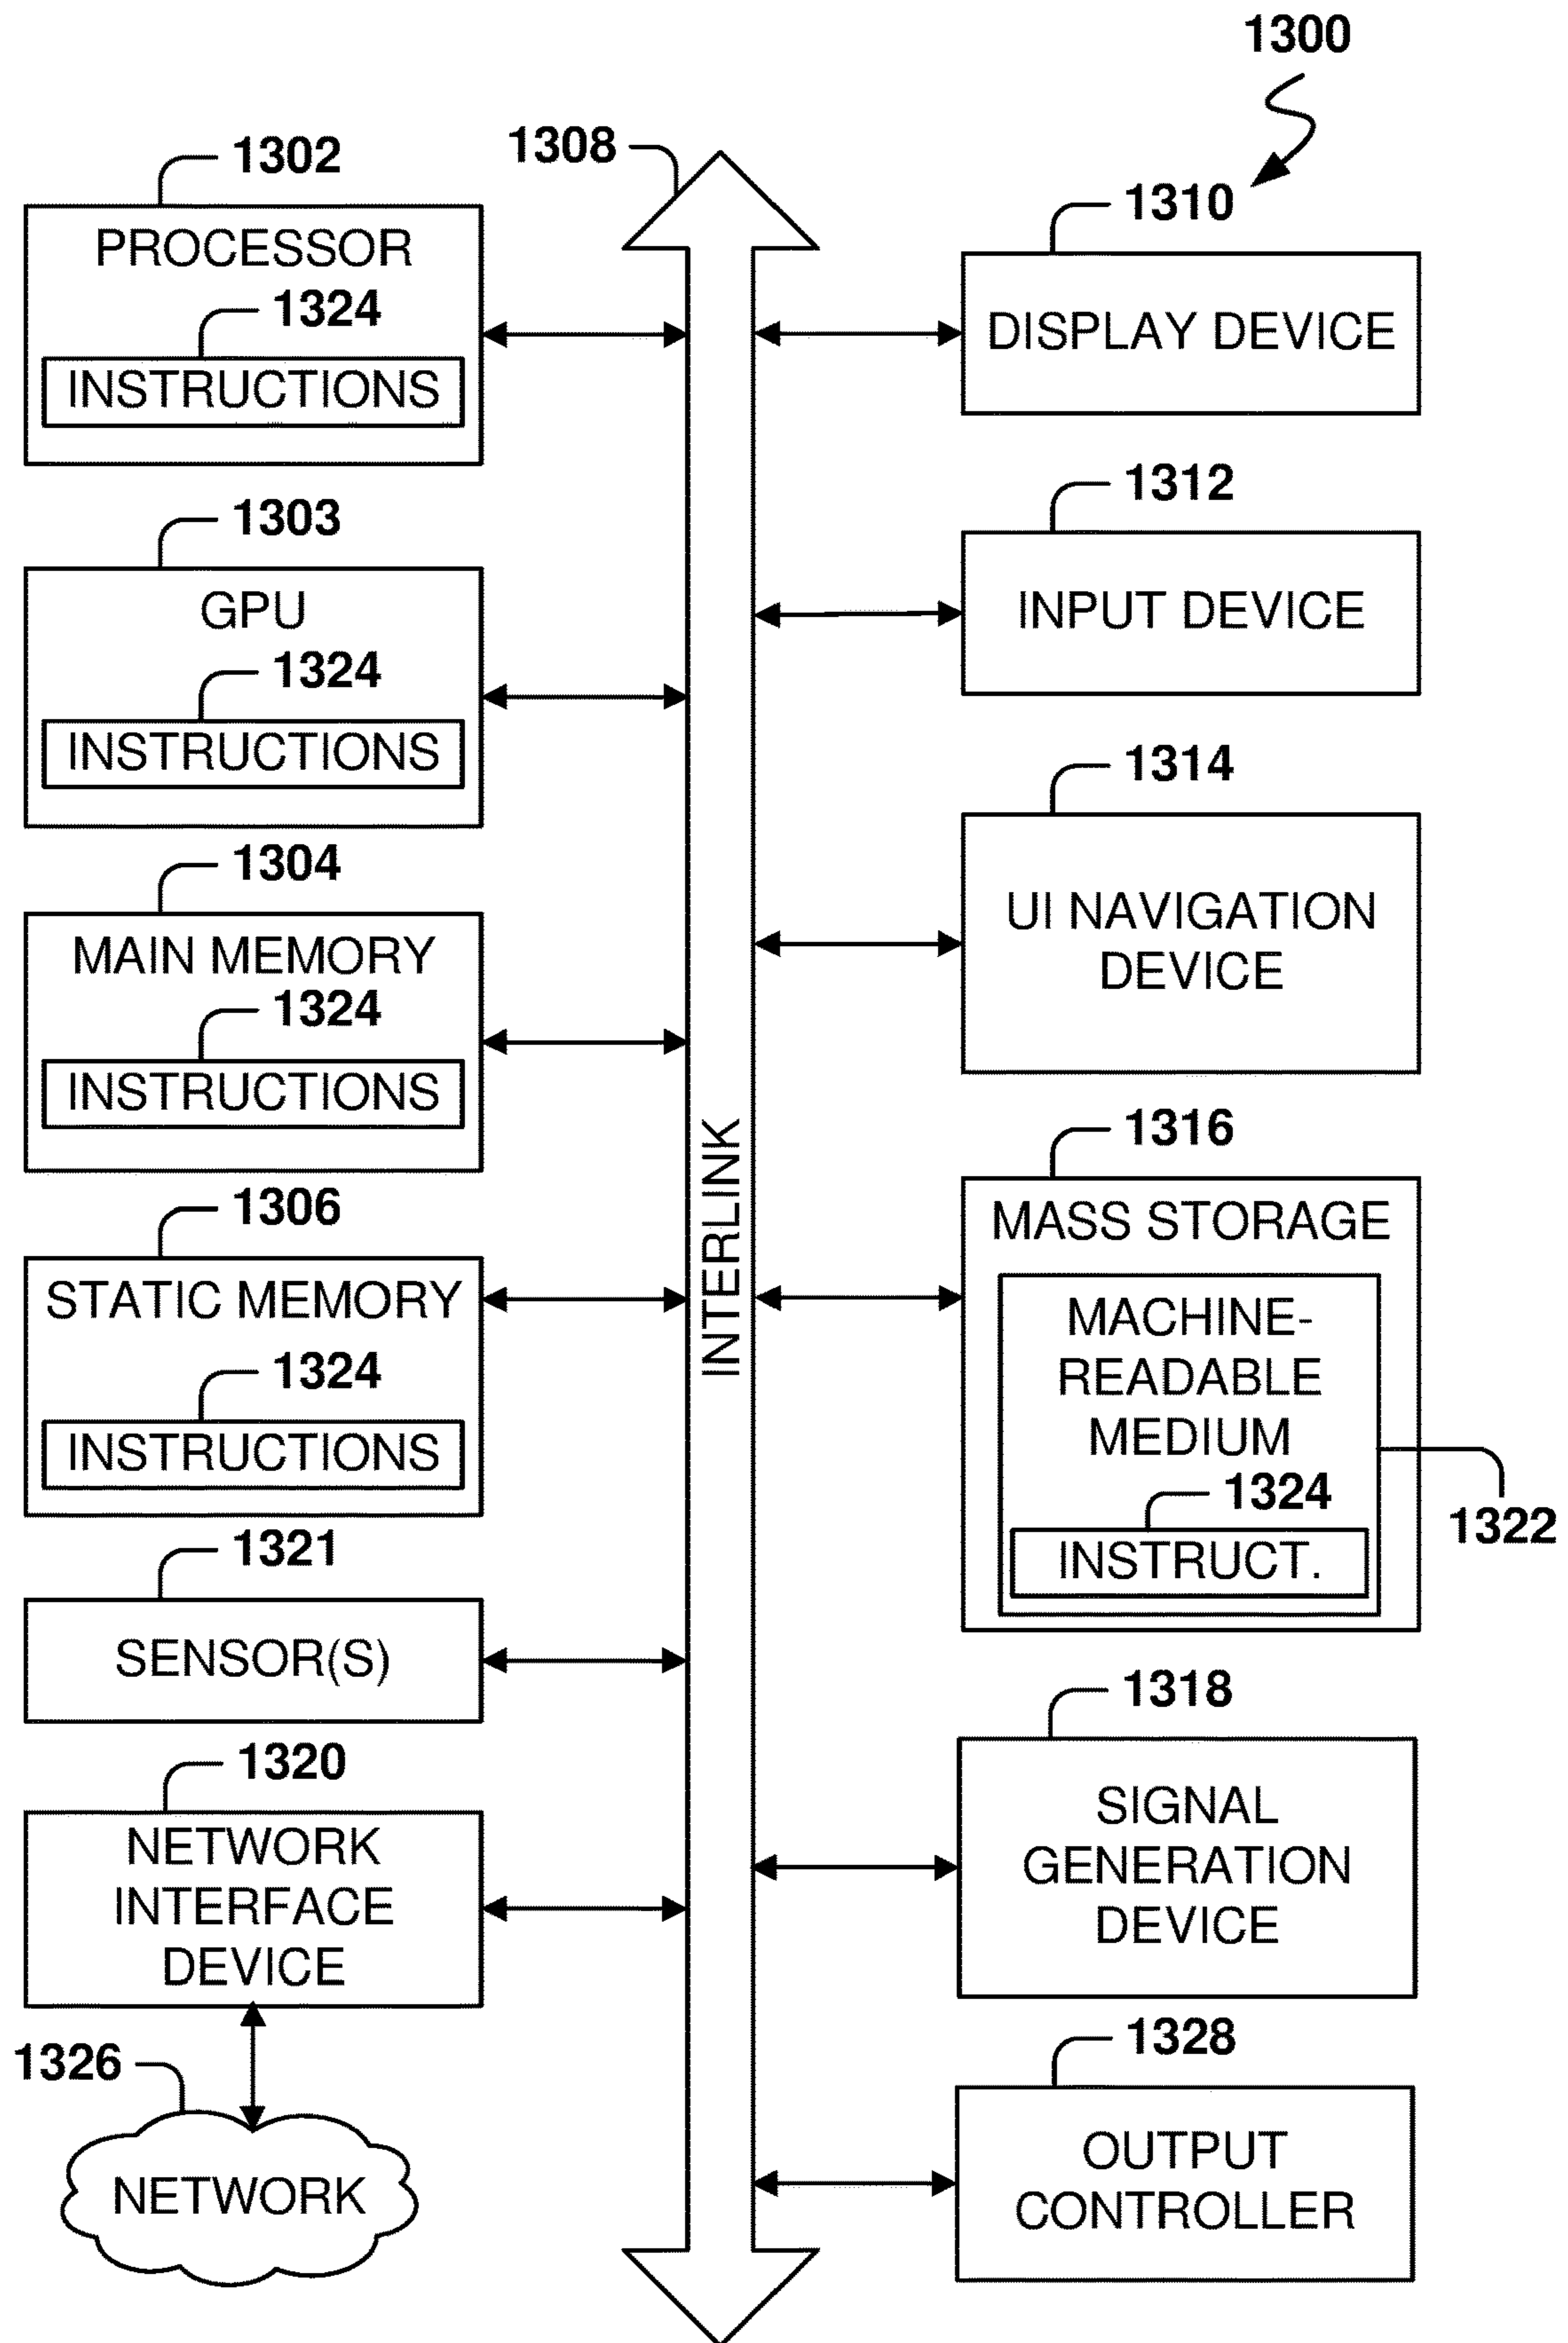 1300
1302
PROCESSOR
1324
INSTRUCTIONS
1303
GPU
1324
INSTRUCTIONS
1304
MAIN MEMORY
1324
INSTRUCTIONS
1306
STATIC MEMORY
1324
INSTRUCTIONS
1321
SENSOR(S)
1320
NETWORK
INTERFACE
DEVICE
1326
NETWORK
1308
INTERLINK
1310
DISPLAY DEVICE
1312
INPUT DEVICE
1314
UI NAVIGATION
DEVICE
1316
MASS STORAGE
MACHINE-
READABLE
MEDIUM
1324
INSTRUCT.
1322
1318
SIGNAL
GENERATION
DEVICE
1328
OUTPUT
CONTROLLER